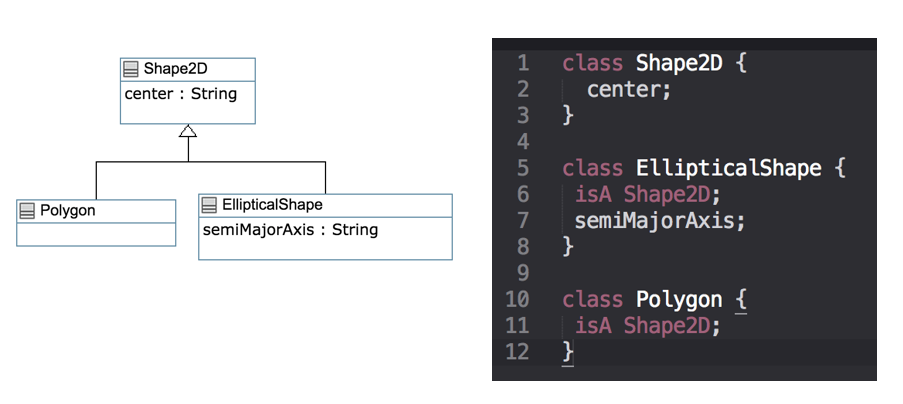 Shape2D
center : String
Polygon
EllipticalShape
semiMajorAxis : String
1 class Shape2D {
2 center;
3 }
4
5 class EllipticalShape {
6 isA Shape2D;
7 semiMajorAxis;
8 }
9
10 class Polygon {
11 isA Shape2D;
12 }